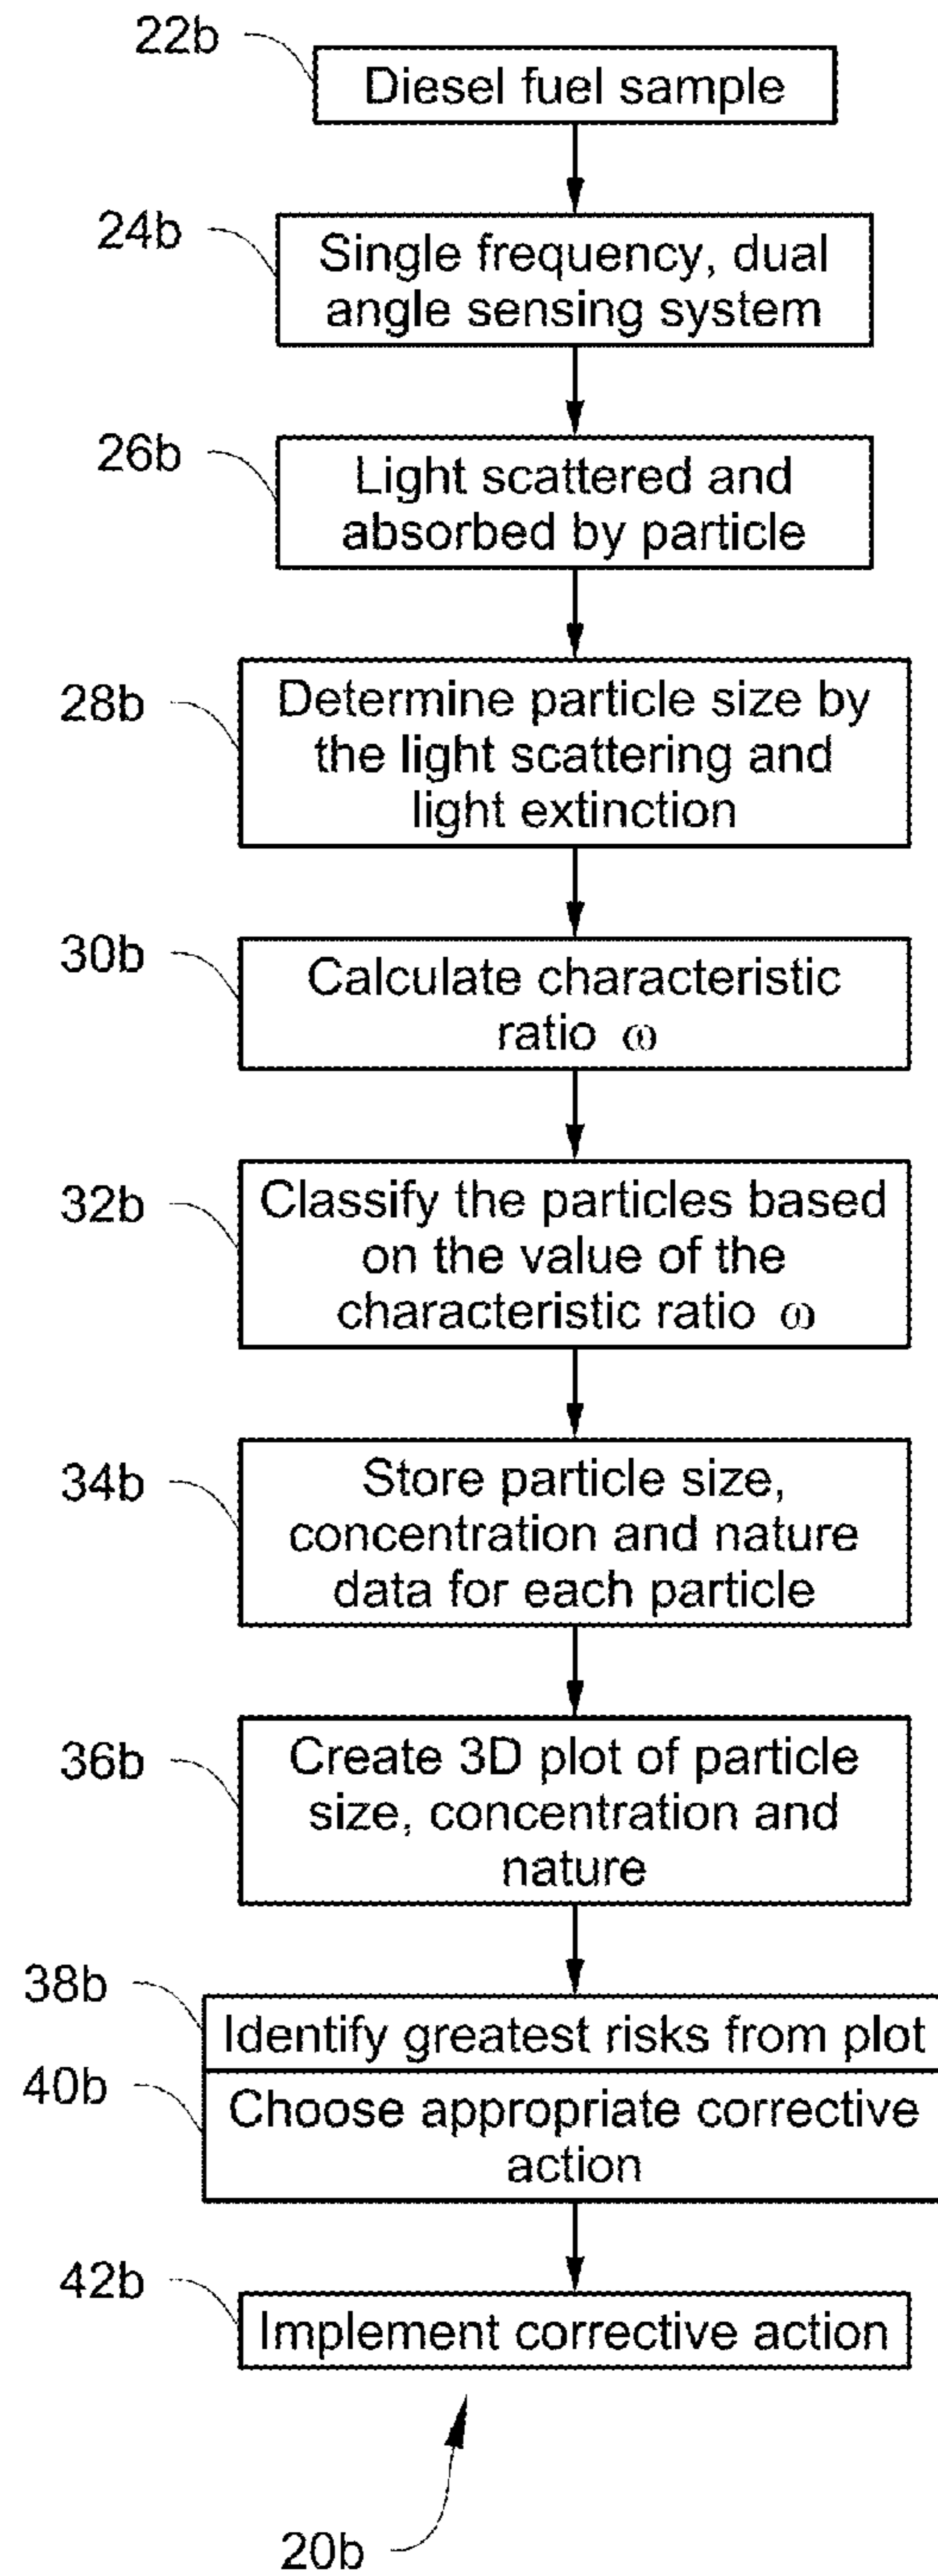 22b
Diesel fuel sample
24b
Single frequency, dual
angle sensing system
26b
Light scattered and
absorbed by particle
28b
Determine particle size by
the light scattering and
light extinction
30b
Calculate characteristic
ratio ω
32b
Classify the particles based
on the value of the
characteristic ratio ω
34b
Store particle size,
concentration and nature
data for each particle
36b
Create 3D plot of particle
size, concentration and
nature
38b
Identify greatest risks from plot
40b
Choose appropriate corrective
action
42b
Implement corrective action
20b